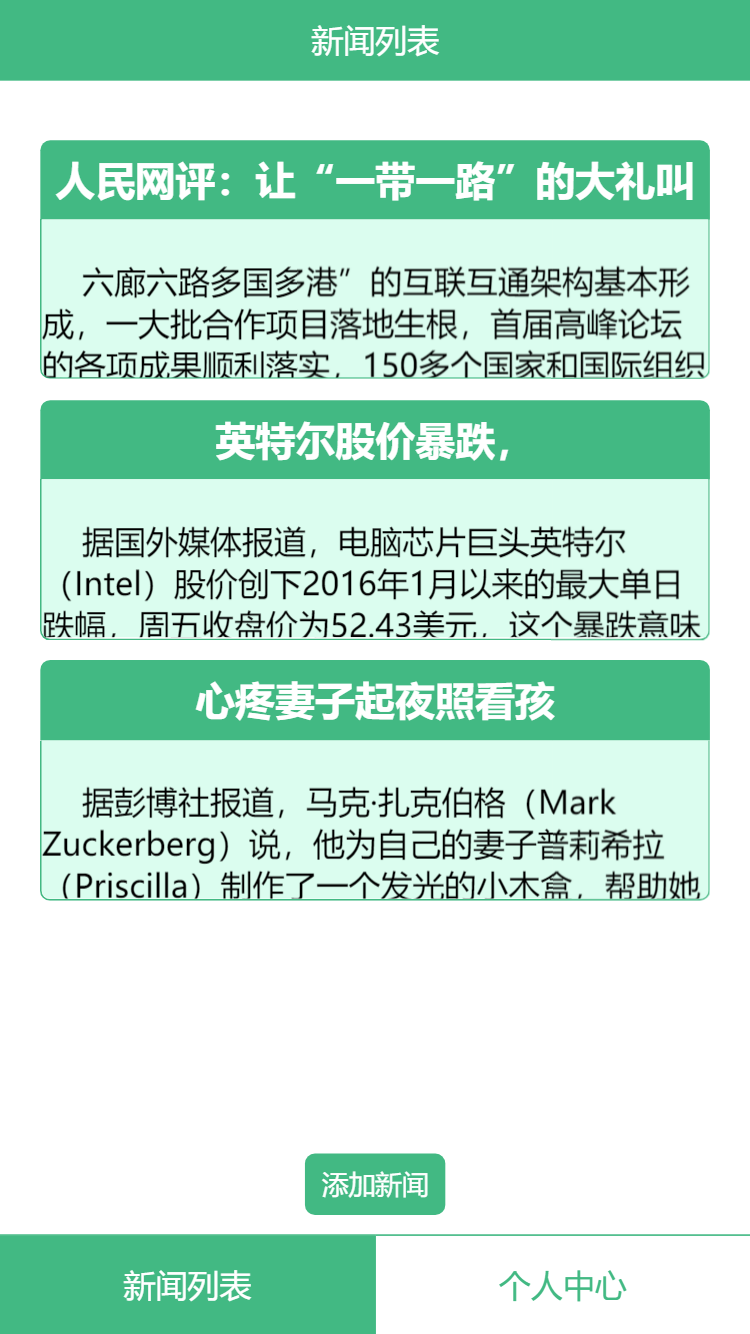 新闻列表
人民网评：让“一带一路”的大礼叫
六廊六路多国多港”的互联互通架构基本形
成，一大批合作项目落地生根，首届高峰论坛
的各项成果顺利落实，150多个国家和国际组织
英特尔股价暴跌，
据国外媒体报道，电脑芯片巨头英特尔
（Intel）股价创下2016年1月以来的最大单日
跌幅，周五收盘价为52.43美元，这个暴跌意味
心疼妻子起夜照看孩
据彭博社报道，马克·扎克伯格（Mark
Zuckerberg）说，他为自己的妻子普莉希拉
（Priscilla）制作了一个发光的小木盒，帮助她
添加新闻
新闻列表
个人中心